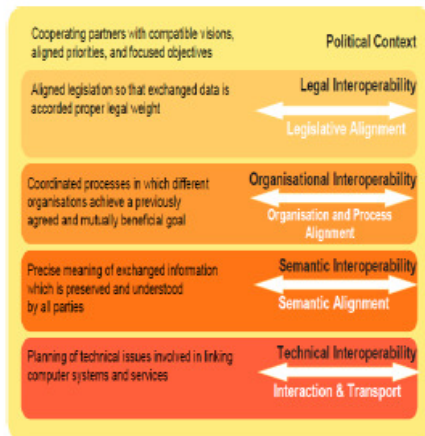 Cooperating partners with compatible visions,
aligned priorities, and focused objectives
Political Context
Aligned legislation so that exchanged data is
accorded proper legal weight
Legal Interoperability
Legislative Alignment
Coordinated processes in which different
organisations achieve a previously
agreed and mutually beneficial goal
Organisational Interoperability
Organisation and Process
Alignment
Precise meaning of exchanged information
which is preserved and understood
by all parties
Semantic Interoperability
Semantic Alignment
Planning of technical issues involved in linking
computer systems and services
Technical Interoperability
Interaction & Transport